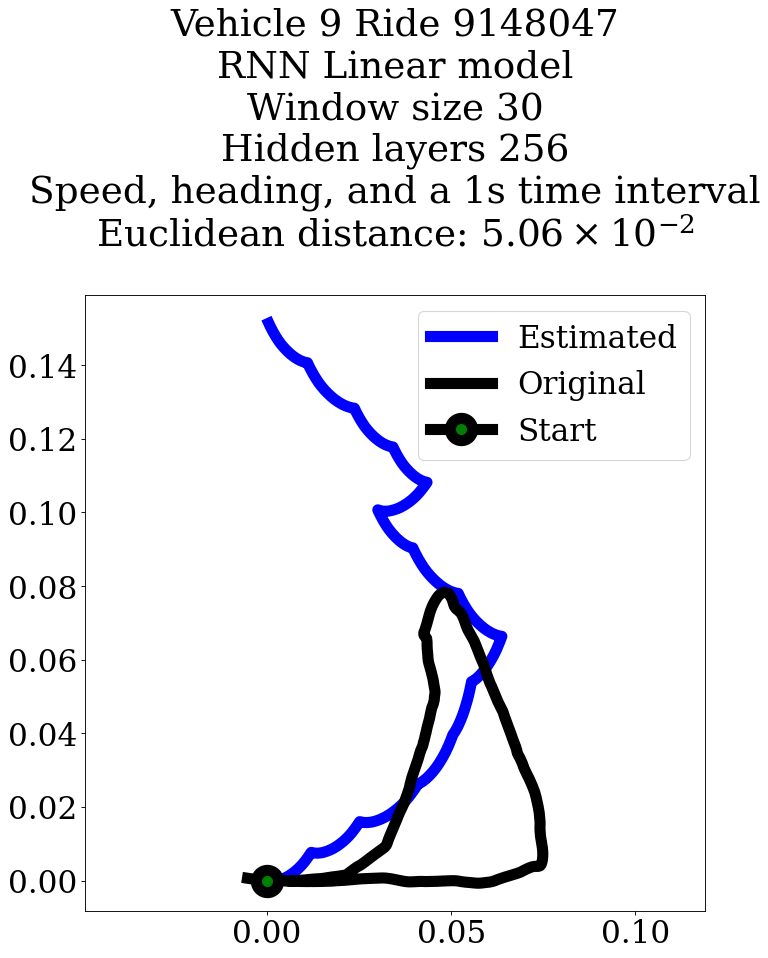 Vehicle 9 Ride 9148047
RNN Linear model
Window size 30
Hidden layers 256
Speed, heading, and a 1s time interval
Euclidean distance: 5.06 × 10⁻²
Estimated
Original
Start
0.14
0.12
0.10
0.08
0.06
0.04
0.02
0.00
0.00 0.05 0.10